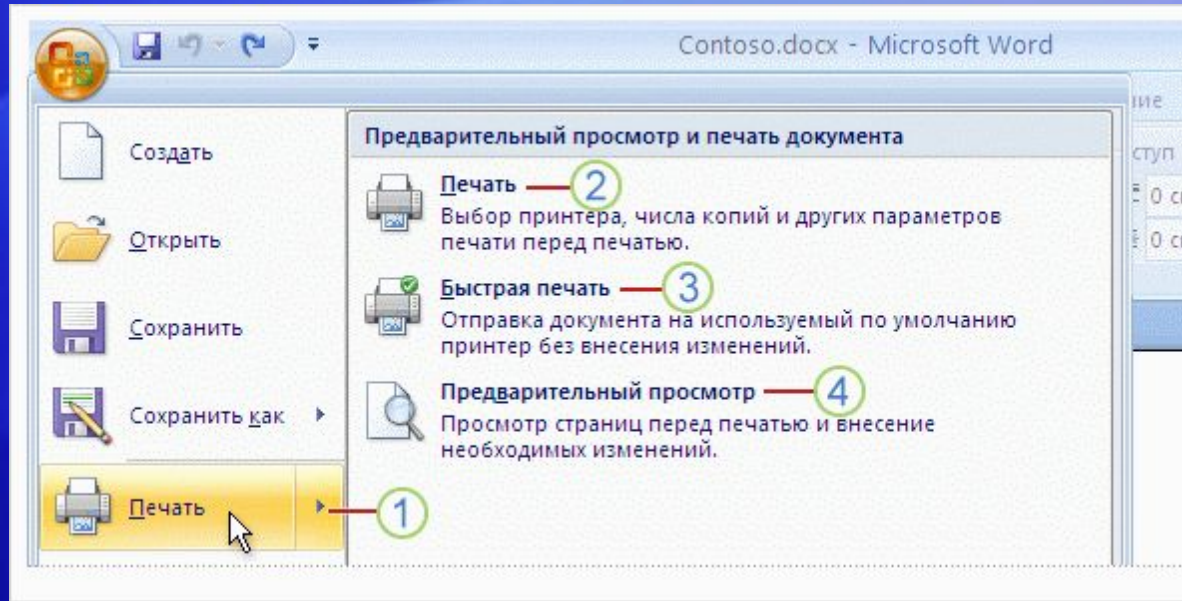 Contoso.docx - Microsoft Word
Создать
Открыть
Сохранить
Сохранить как
Печать
1
Предварительный просмотр и печать документа
Печать 2
Выбор принтера, числа копий и других параметров
печати перед печатью.
Быстрая печать 3
Отправка документа на используемый по умолчанию
принтер без внесения изменений.
Предварительный просмотр 4
Просмотр страниц перед печатью и внесение
необходимых изменений.